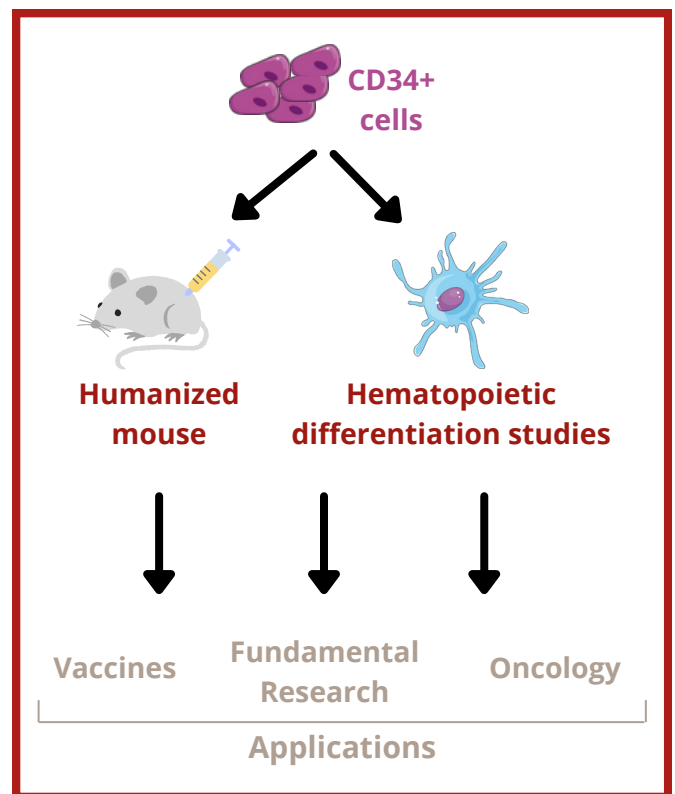 CD34+
cells
Humanized
mouse
Hematopoietic
differentiation studies
Vaccines
Fundamental
Research
Oncology
Applications